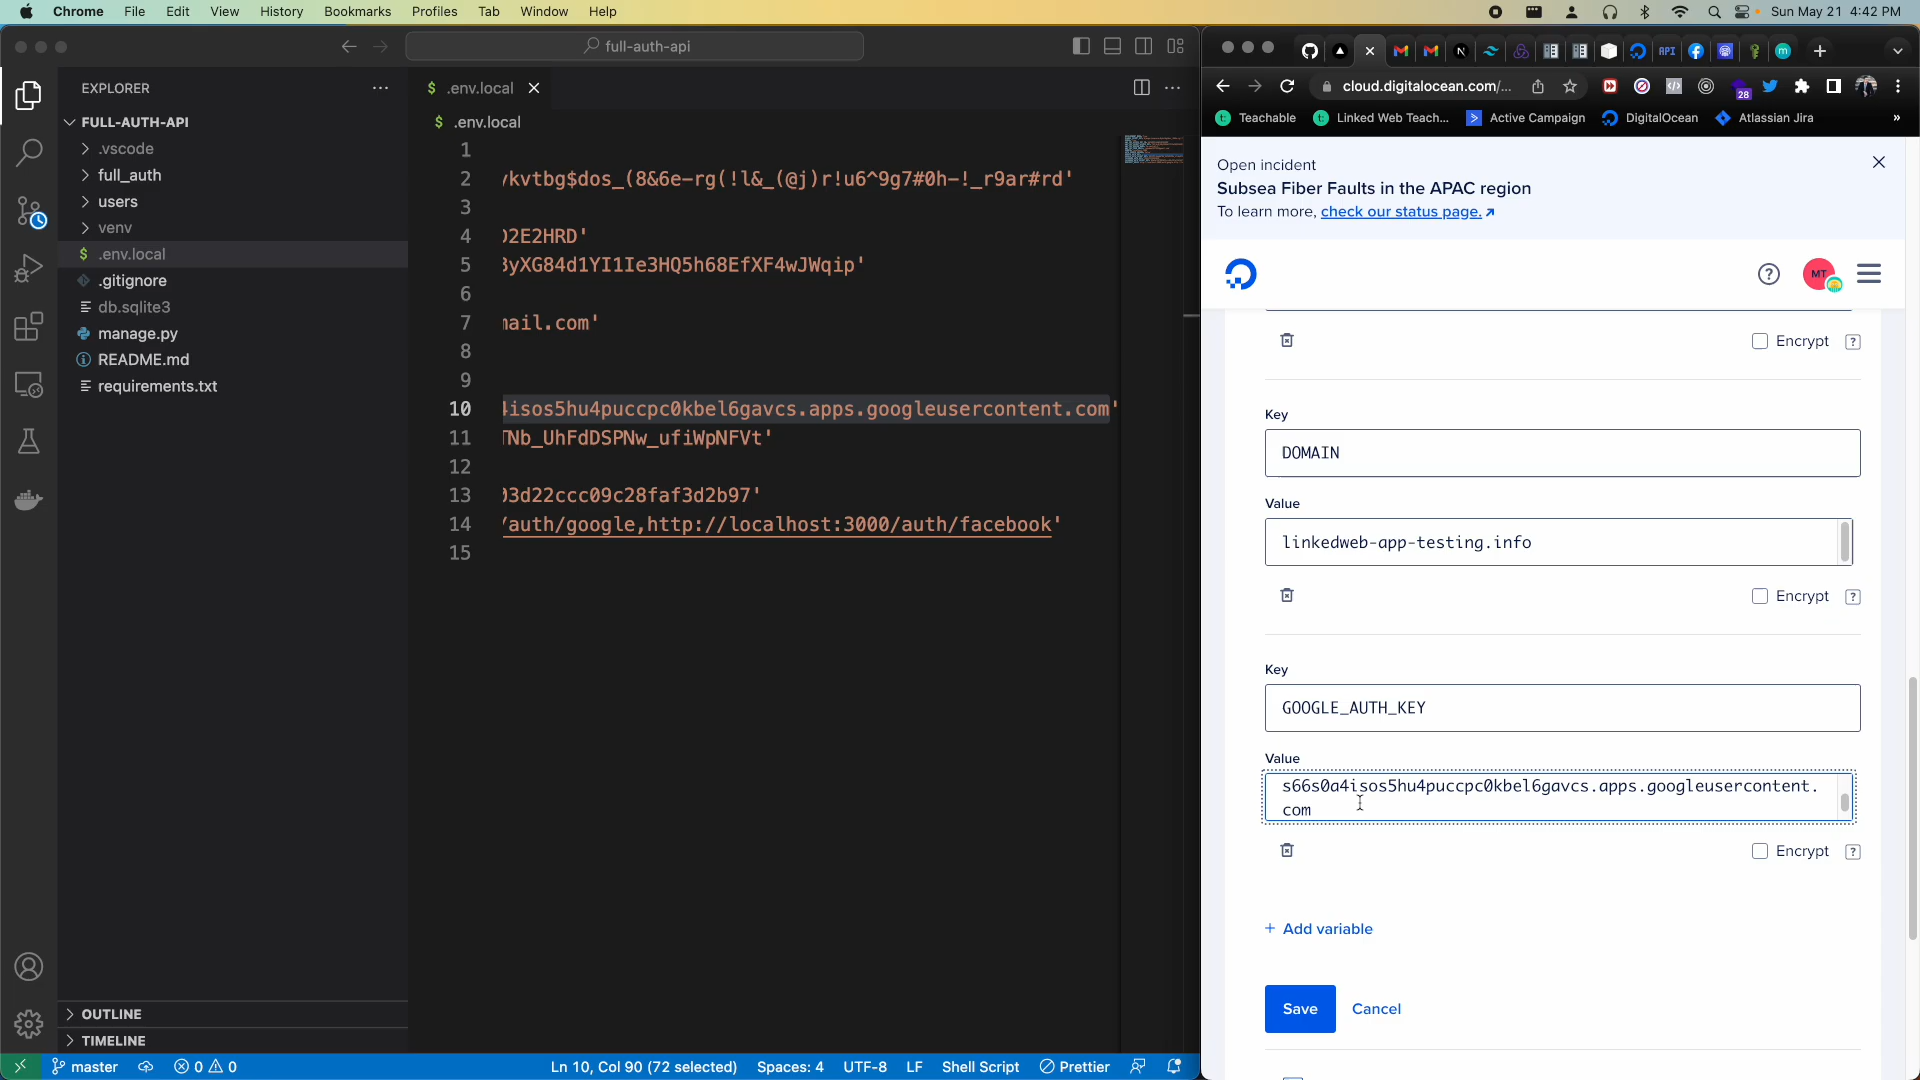 Chrome File Edit View History Bookmarks Profiles Tab Window Help
Sun May 21 4:42 PM
full-auth-api
EXPLORER
FULL-AUTH-API
.vscode
full_auth
users
venv
$ .env.local
.gitignore
db.sqlite3
manage.py
README.md
requirements.txt
OUTLINE
TIMELINE
$ .env.local
$ .env.local
1
2 /kvtbg$dos_(8&6e-rg(!l&_(@j)r!u6^9g7#0h-!_r9ar#rd'
3
4 )2E2HRD'
5 3yXG84d1YI1Ie3HQ5h68EfXF4wJWqip'
6
7 mail.com'
8
9
10 4isos5hu4puccpc0kbel6gavcs.apps.googleusercontent.com'
11 TNb_UhFdDSPNw_ufiWpNFVt'
12
13 93d22ccc09c28faf3d2b97'
14 /auth/google,http://localhost:3000/auth/facebook'
15
master
0 0
Ln 10, Col 90 (72 selected) Spaces: 4 UTF-8 LF Shell Script Prettier
API
cloud.digitalocean.com/...
28
Teachable Linked Web Teach... Active Campaign DigitalOcean Atlassian Jira »
Open incident
Subsea Fiber Faults in the APAC region
To learn more, check our status page.
MT
Encrypt ?
Key
DOMAIN
Value
linkedweb-app-testing.info
Encrypt ?
Key
GOOGLE_AUTH_KEY
Value
s66s0a4isos5hu4puccpc0kbel6gavcs.apps.googleusercontent.
com
Encrypt ?
+ Add variable
Save Cancel